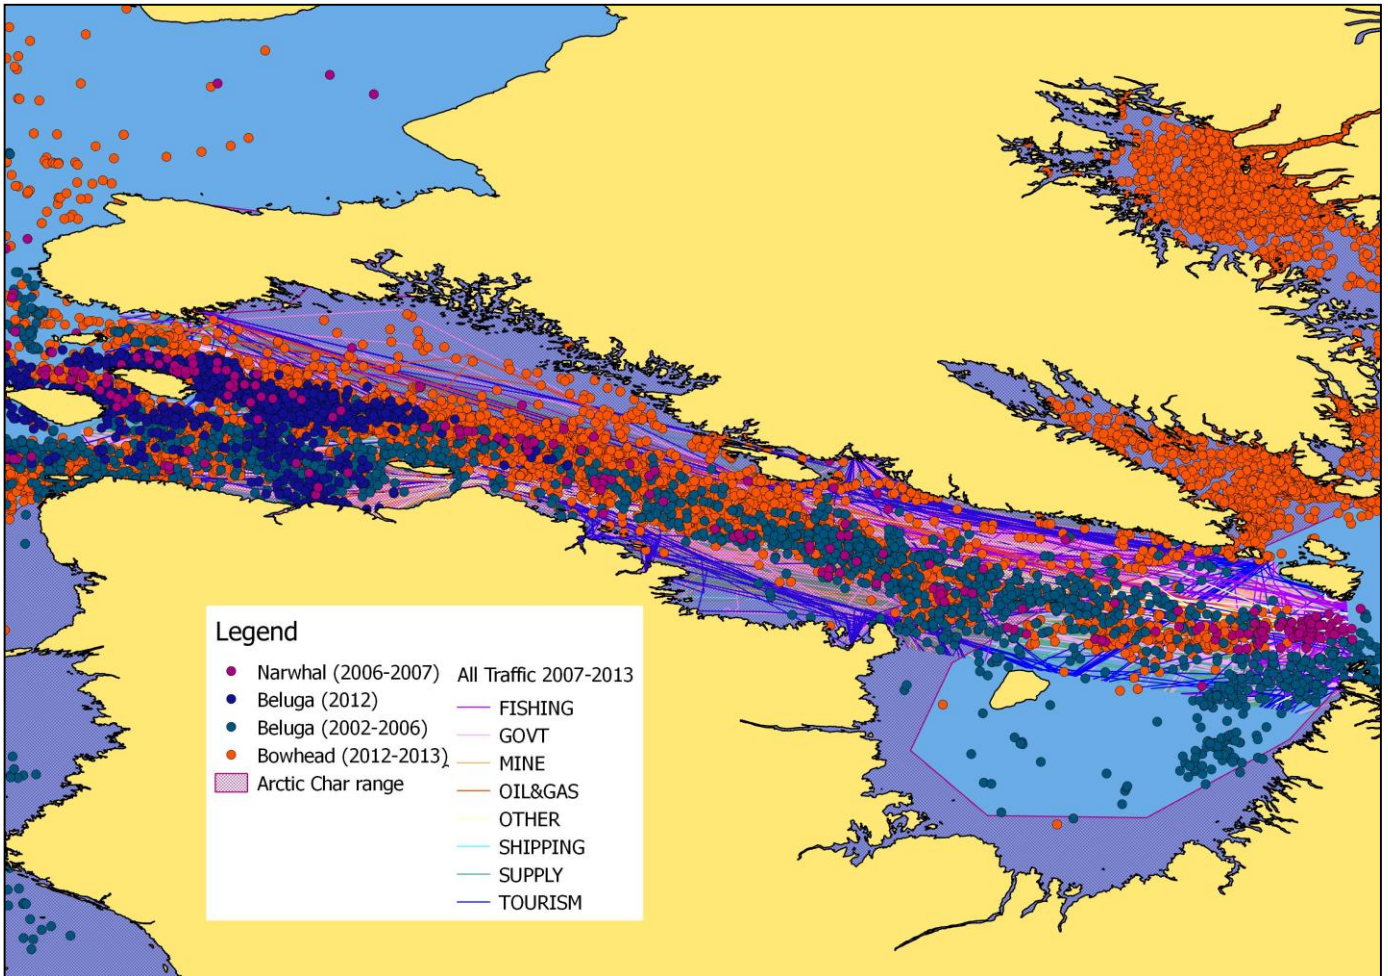 Legend
Narwhal (2006-2007)
Beluga (2012)
Beluga (2002-2006)
Bowhead (2012-2013)
Arctic Char range
All Traffic 2007-2013
FISHING
GOVT
MINE
OIL&GAS
OTHER
SHIPPING
SUPPLY
TOURISM